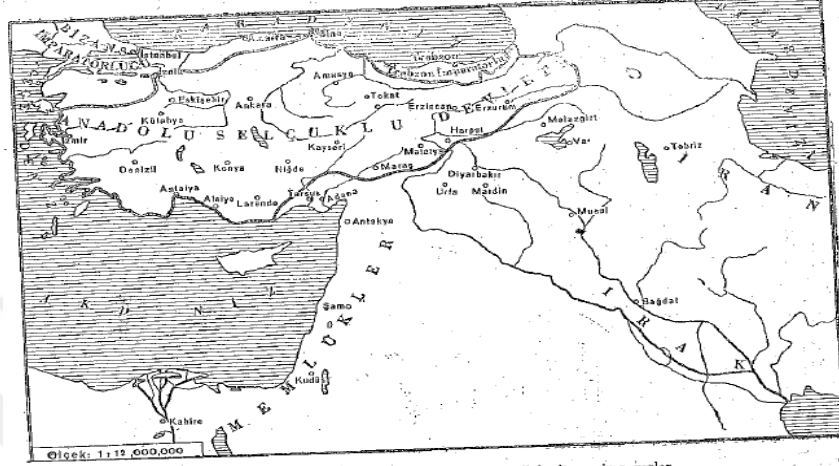 KARADENİZ
BİZANS
İMPARATORLUĞU
İstanbul
İznik
Sinop
Trabzon
Trabzon İmparatorluğu
Amasya
Tokat
Eskişehir
Ankara
Erzincan
Erzurum
Kütahya
ANADOLU SELÇUKLU DEVLETİ
Malazgirt
Harput
İzmir
Kayseri
Malatya
Van
Tebriz
Denizli
Konya
Niğde
Maraş
Diyarbakır
İRAN
Antalya
Alaiye
Larende
Tarsus
Adana
Urfa
Mardin
Antakya
Musul
AKDENİZ
MEMLÜKLER
Şam
IRAK
Bağdat
Kudüs
Kahire
Ölçek: 1:12,000,000